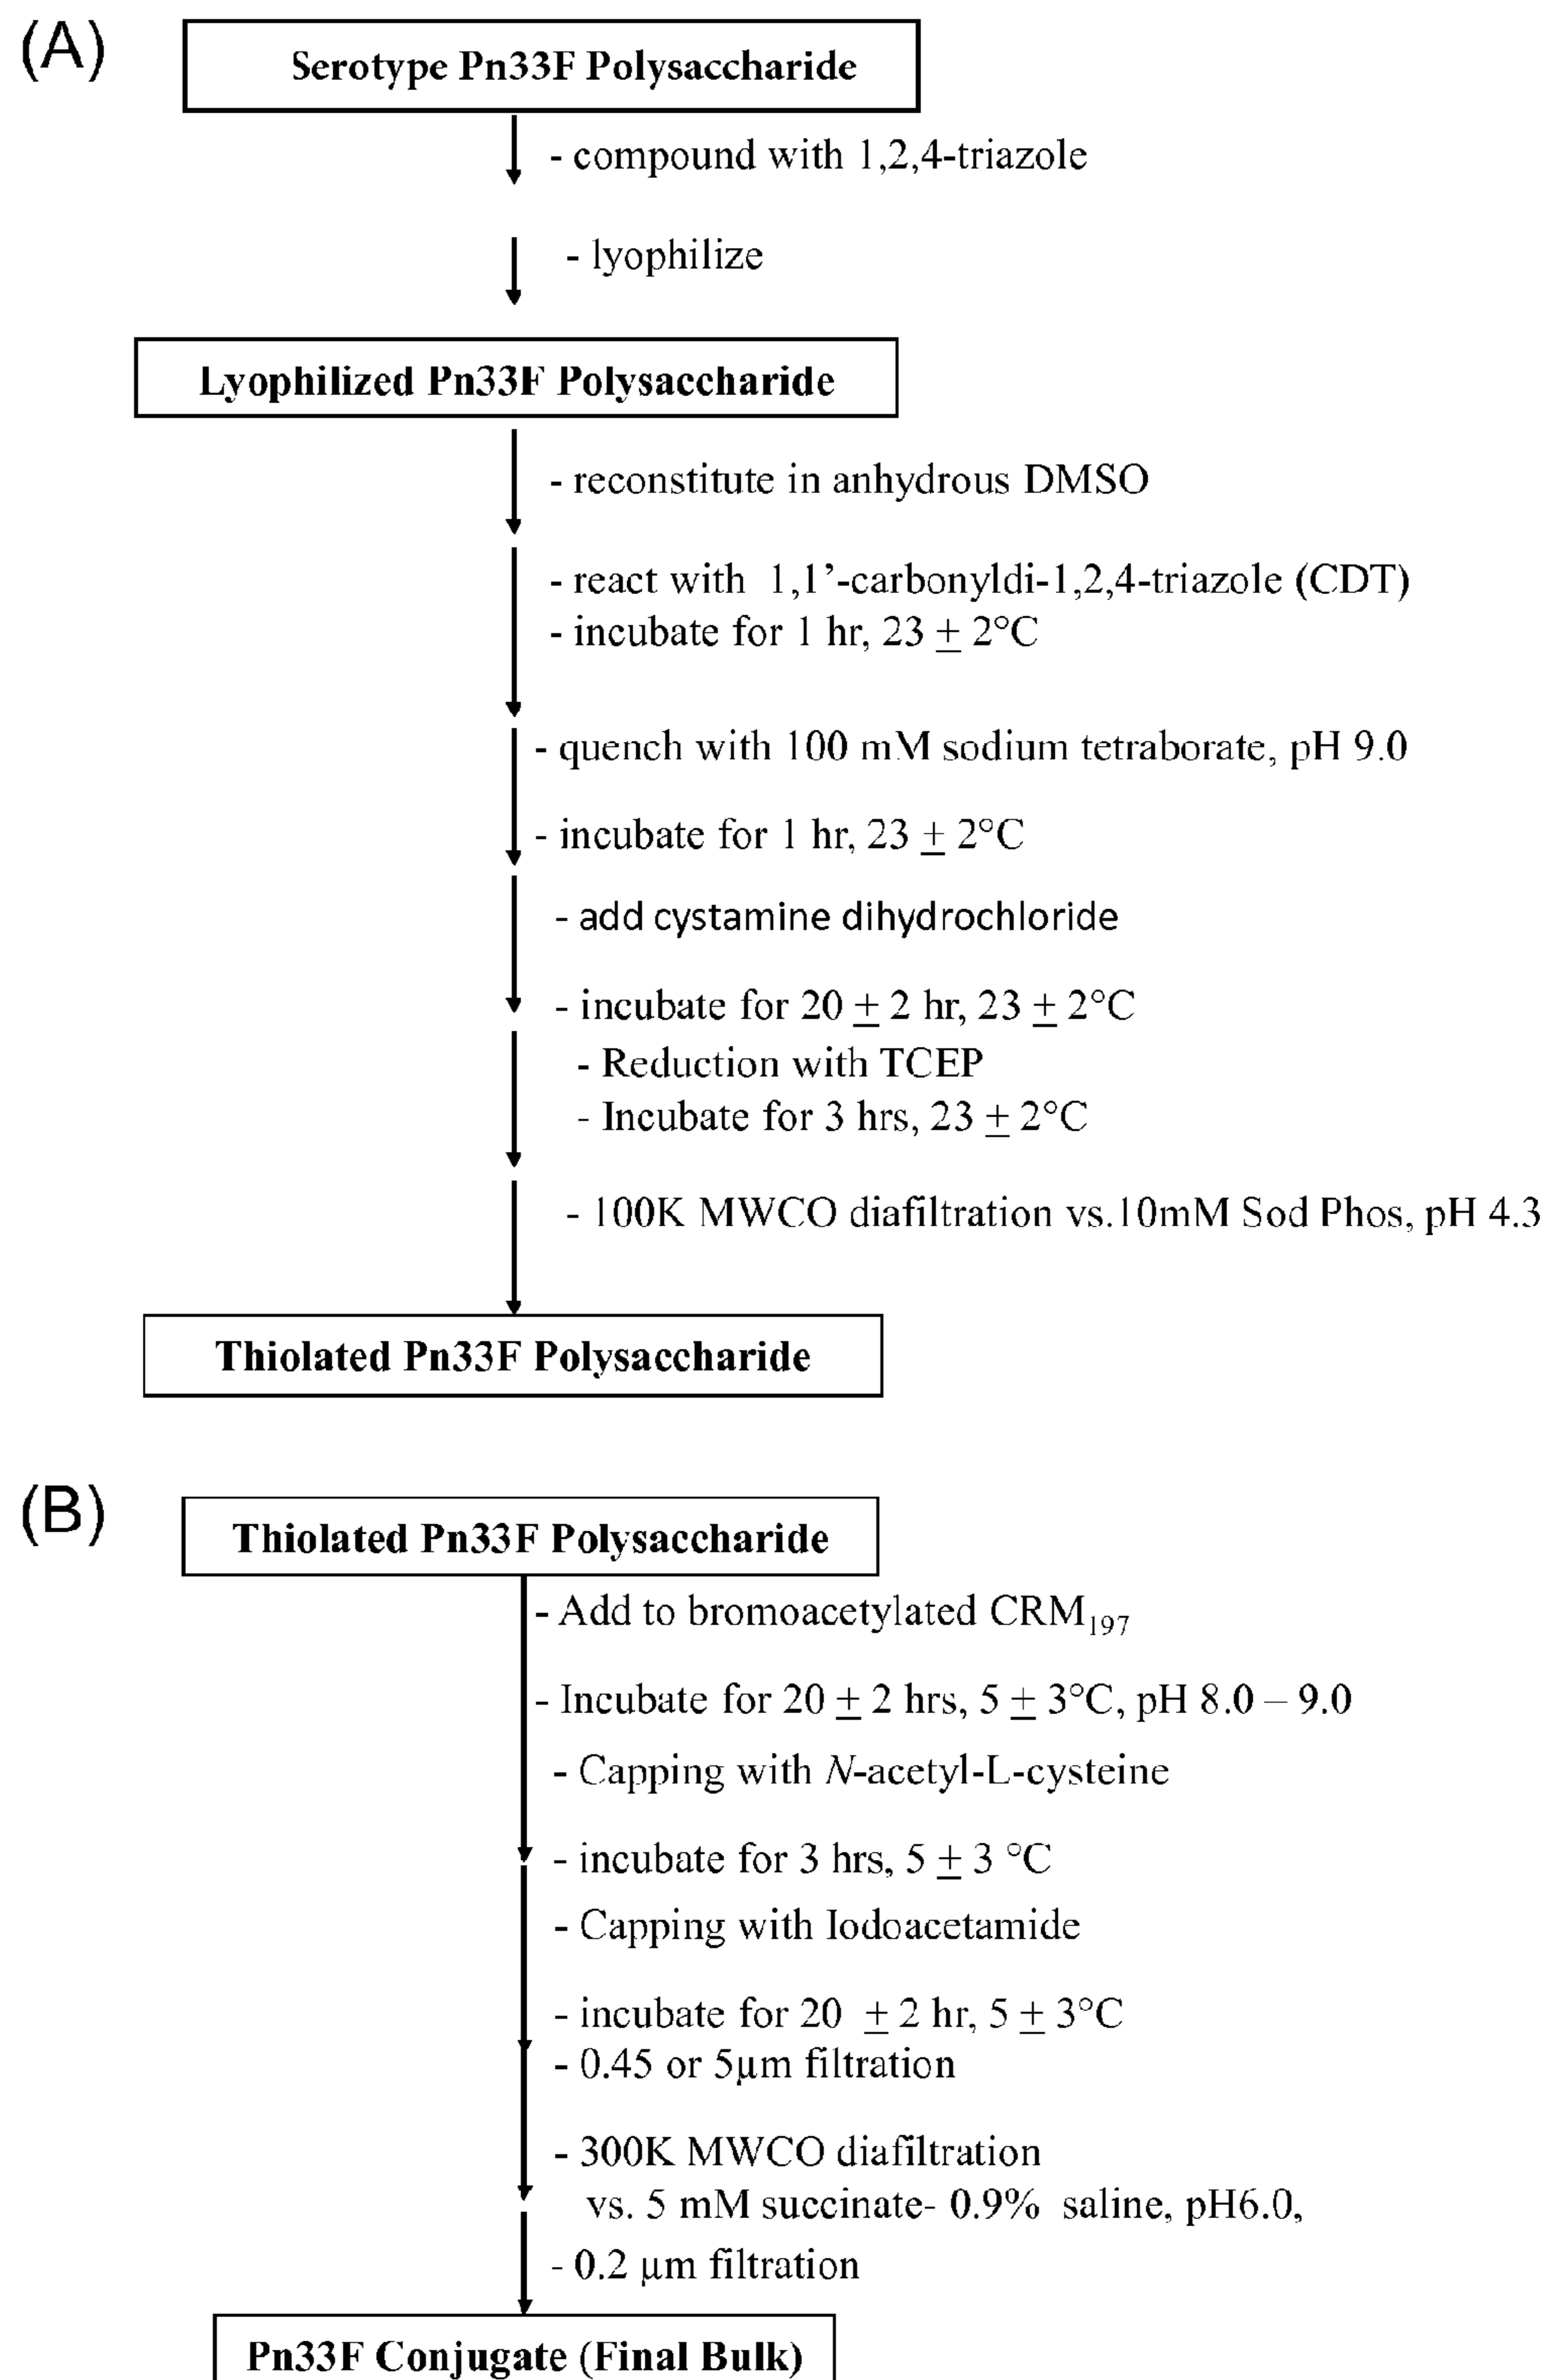 (A)
Serotype Pn33F Polysaccharide
- compound with 1,2,4-triazole
- lyophilize
Lyophilized Pn33F Polysaccharide
- reconstitute in anhydrous DMSO
- react with 1,1’-carbonyldi-1,2,4-triazole (CDT)
- incubate for 1 hr, 23 ± 2°C
- quench with 100 mM sodium tetraborate, pH 9.0
- incubate for 1 hr, 23 ± 2°C
- add cystamine dihydrochloride
- incubate for 20 ± 2 hr, 23 ± 2°C
- Reduction with TCEP
- Incubate for 3 hrs, 23 ± 2°C
- 100K MWCO diafiltration vs.10mM Sod Phos, pH 4.3
Thiolated Pn33F Polysaccharide
(B)
Thiolated Pn33F Polysaccharide
- Add to bromoacetylated CRM₁₉₇
- Incubate for 20 ± 2 hrs, 5 ± 3°C, pH 8.0 – 9.0
- Capping with N-acetyl-L-cysteine
- incubate for 3 hrs, 5 ± 3 °C
- Capping with Iodoacetamide
- incubate for 20 ± 2 hr, 5 ± 3°C
- 0.45 or 5µm filtration
- 300K MWCO diafiltration
vs. 5 mM succinate- 0.9% saline, pH6.0,
- 0.2 µm filtration
Pn33F Conjugate (Final Bulk)